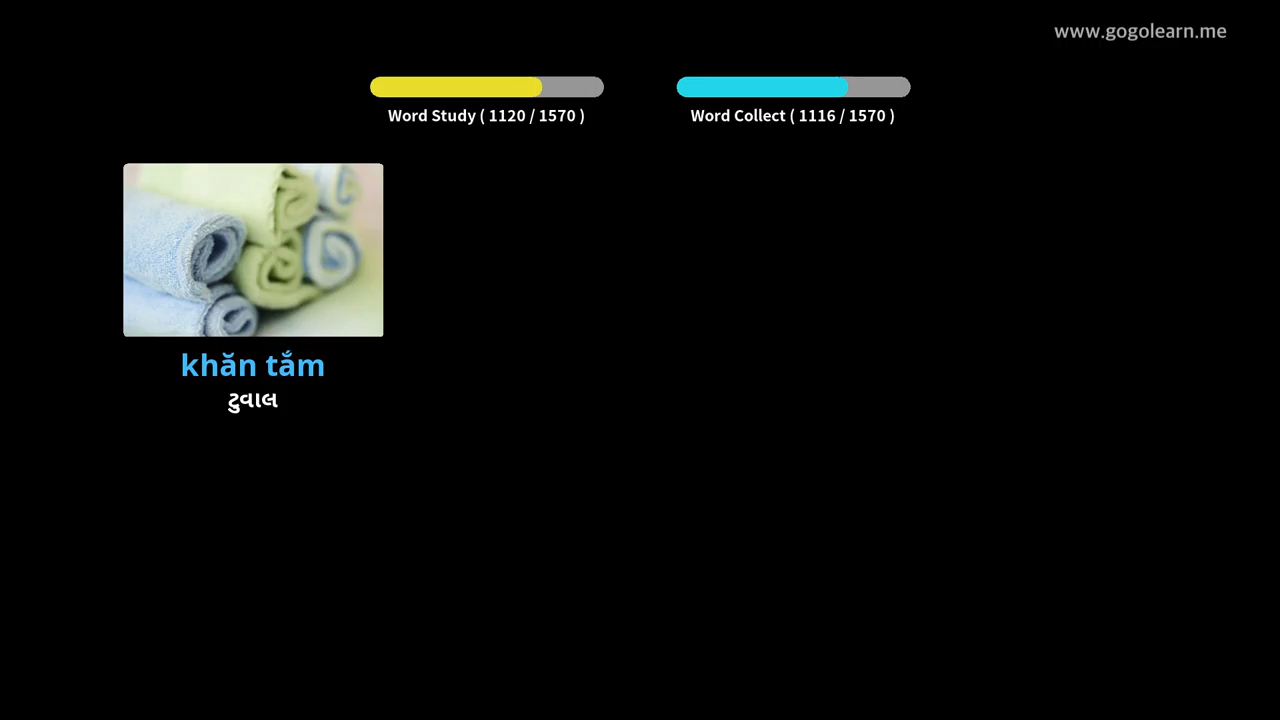 www.gogolearn.me
Word Study ( 1120 / 1570 )
Word Collect ( 1116 / 1570 )
khăn tắm
ટુવાલ